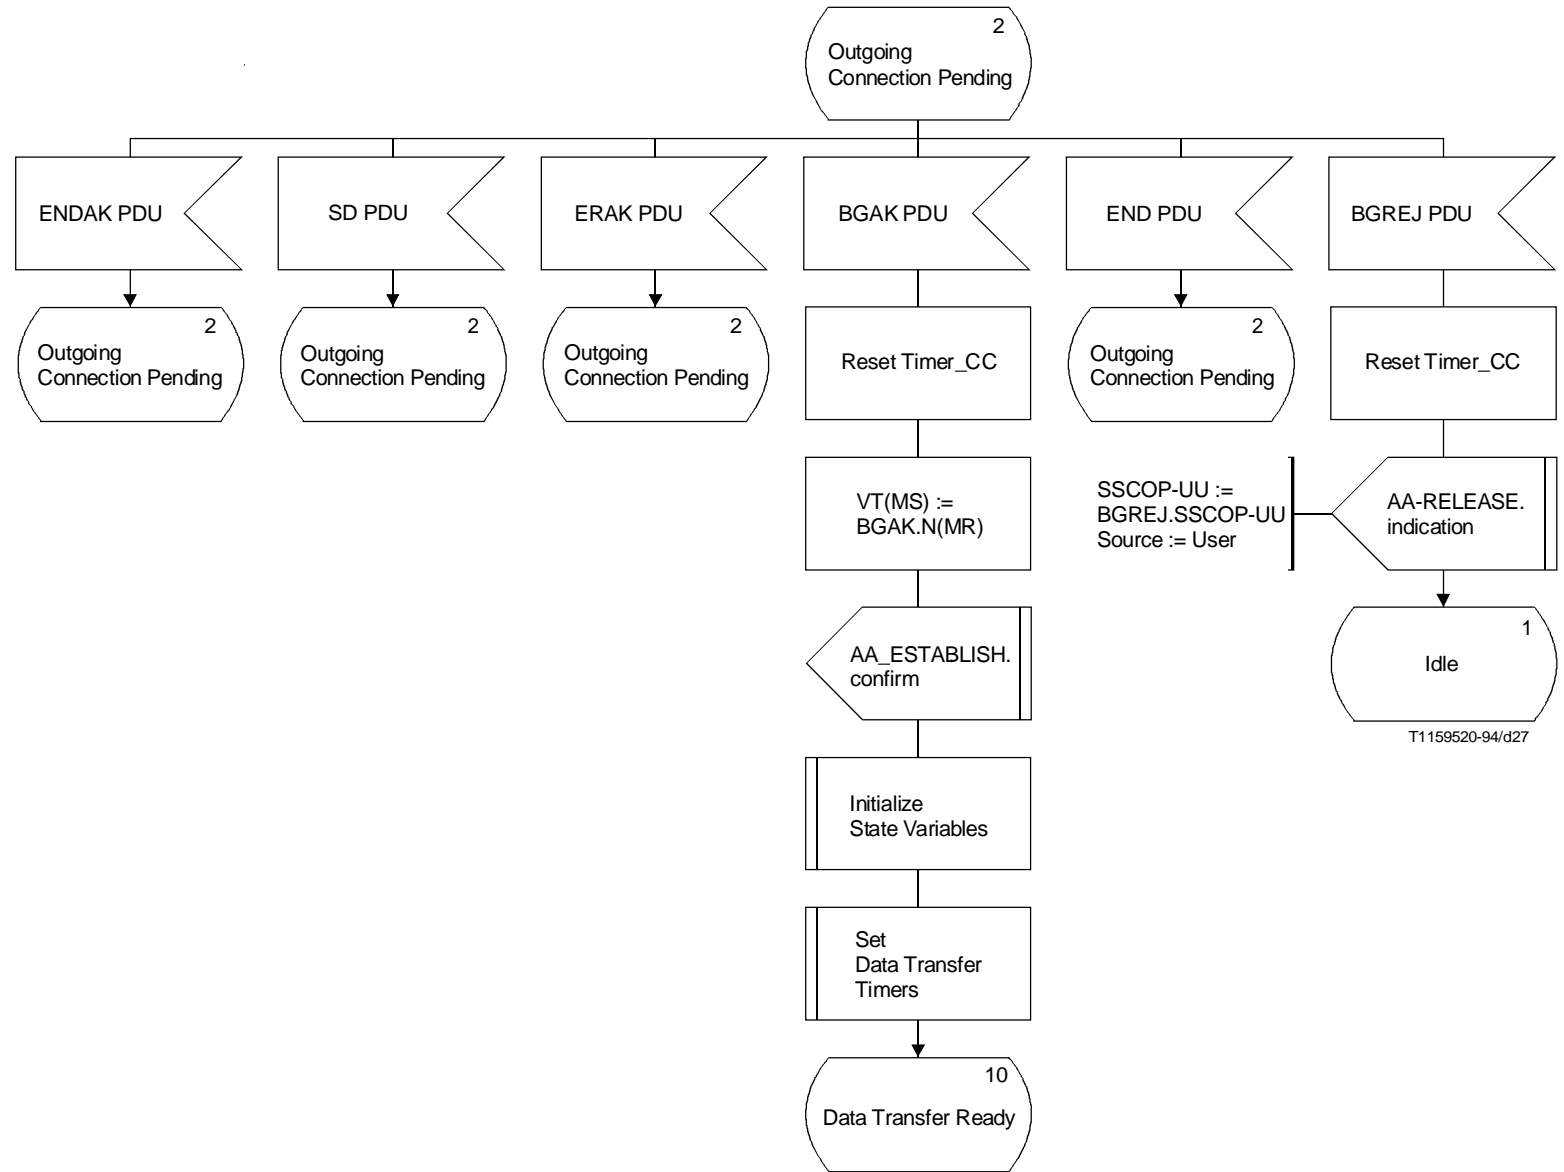 2
Outgoing
Connection Pending
ENDAK PDU
SD PDU
ERAK PDU
BGAK PDU
END PDU
BGREJ PDU
2
Outgoing
Connection Pending
2
Outgoing
Connection Pending
2
Outgoing
Connection Pending
Reset Timer_CC
2
Outgoing
Connection Pending
Reset Timer_CC
VT(MS) :=
BGAK.N(MR)
SSCOP-UU :=
BGREJ.SSCOP-UU
Source := User
AA-RELEASE.
indication
AA_ESTABLISH.
confirm
1
Idle
T1159520-94/d27
Initialize
State Variables
Set
Data Transfer
Timers
10
Data Transfer Ready